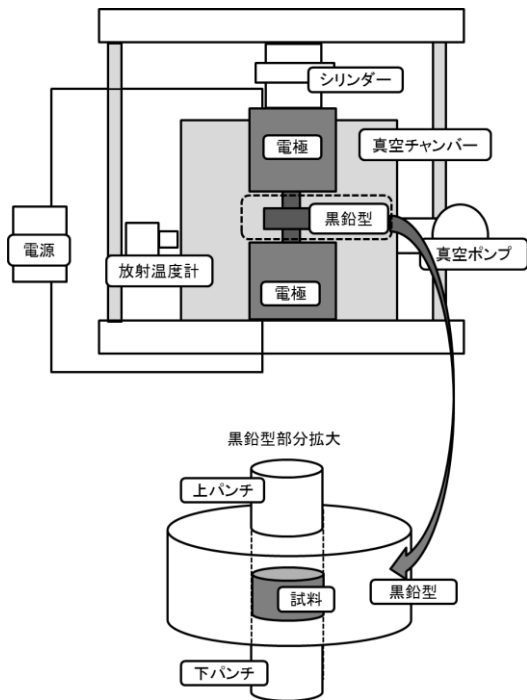 シリンダー
電極
真空チャンバー
黒鉛型
電源
放射温度計
真空ポンプ
電極
黒鉛型部分拡大
上パンチ
試料
黒鉛型
下パンチ